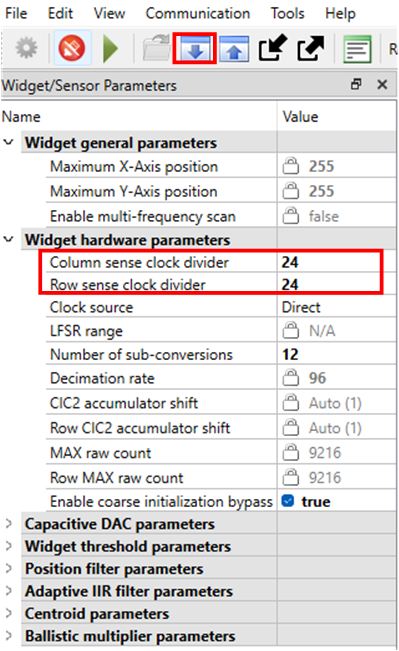 File Edit View Communication Tools Help
R
Widget/Sensor Parameters
Name Value
Widget general parameters
Maximum X-Axis position 255
Maximum Y-Axis position 255
Enable multi-frequency scan false
Widget hardware parameters
Column sense clock divider 24
Row sense clock divider 24
Clock source Direct
LFSR range N/A
Number of sub-conversions 12
Decimation rate 96
CIC2 accumulator shift Auto (1)
Row CIC2 accumulator shift Auto (1)
MAX raw count 9216
Row MAX raw count 9216
Enable coarse initialization bypass true
Capacitive DAC parameters
Widget threshold parameters
Position filter parameters
Adaptive IIR filter parameters
Centroid parameters
Ballistic multiplier parameters